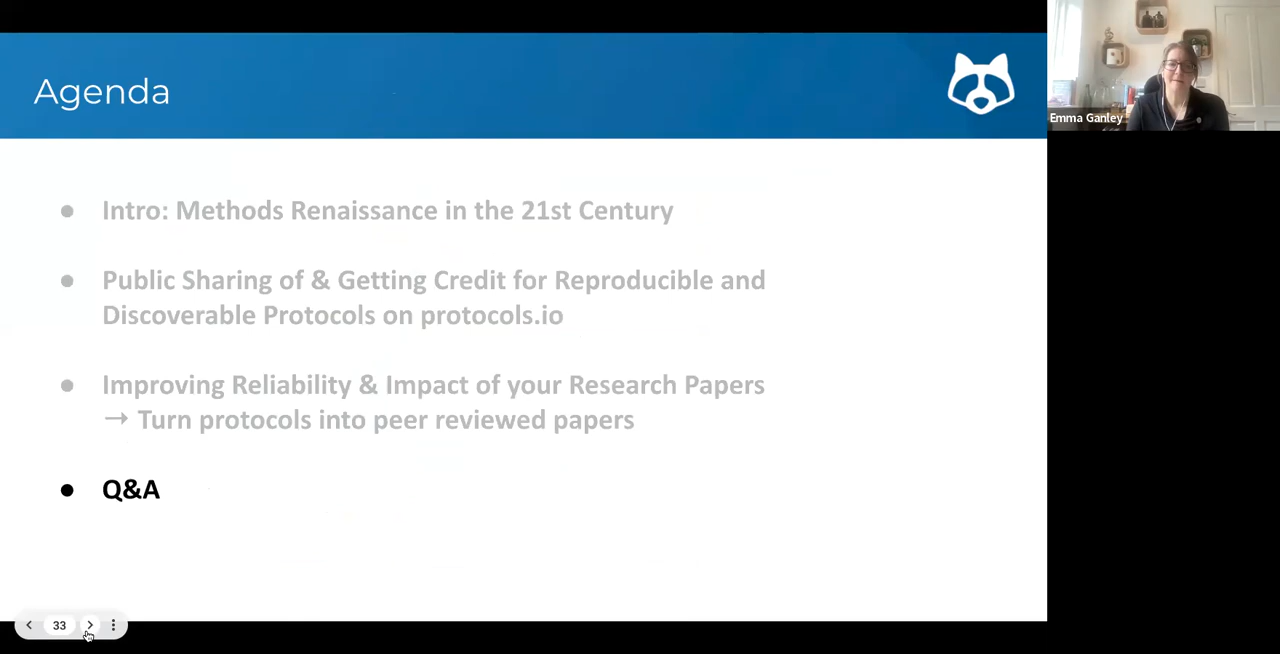 Agenda
Emma Ganley
● Intro: Methods Renaissance in the 21st Century
● Public Sharing of & Getting Credit for Reproducible and
Discoverable Protocols on protocols.io
● Improving Reliability & Impact of your Research Papers
→ Turn protocols into peer reviewed papers
● Q&A
33